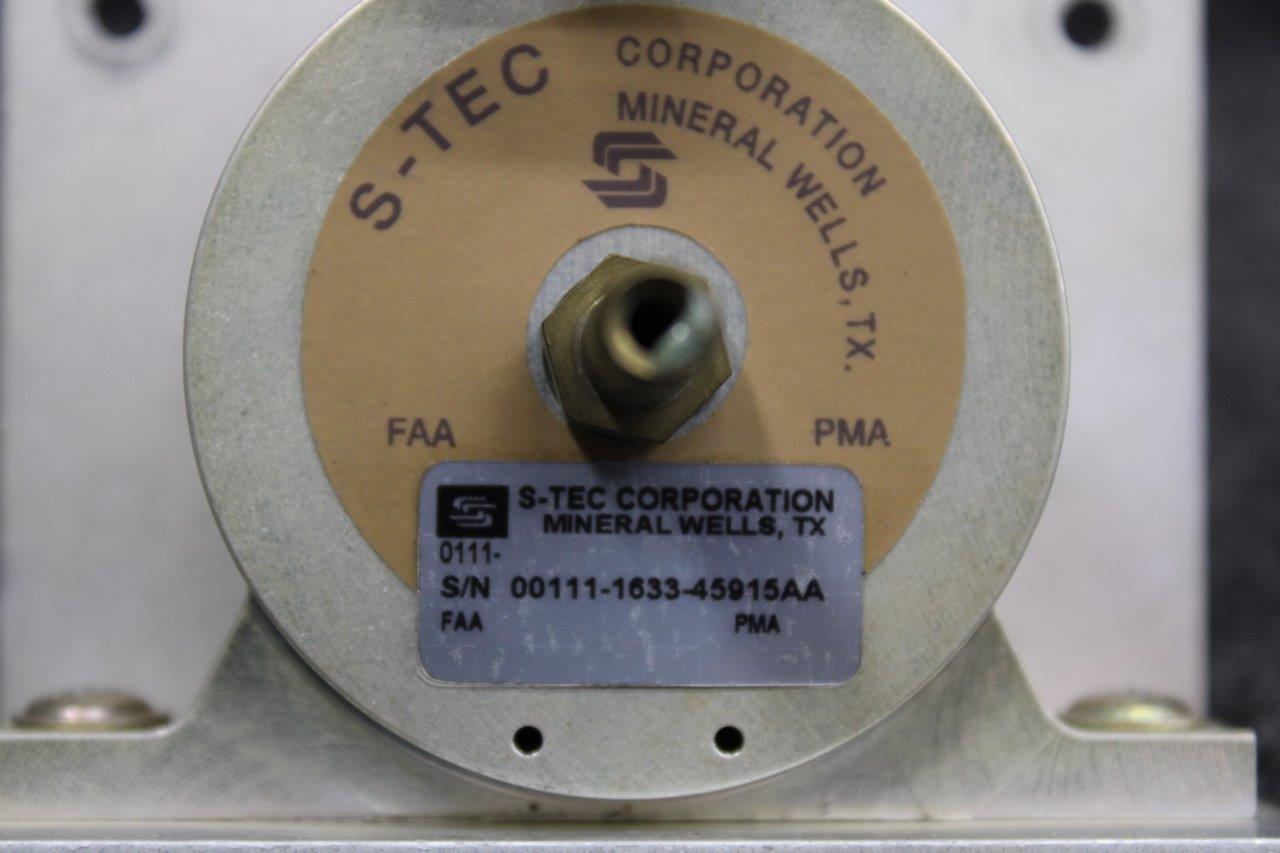 S-TEC
CORPORATION
MINERAL WELLS, TX.
FAA
PMA
S-TEC CORPORATION
MINERAL WELLS, TX
0111-
S/N 00111-1633-45915AA
FAA PMA